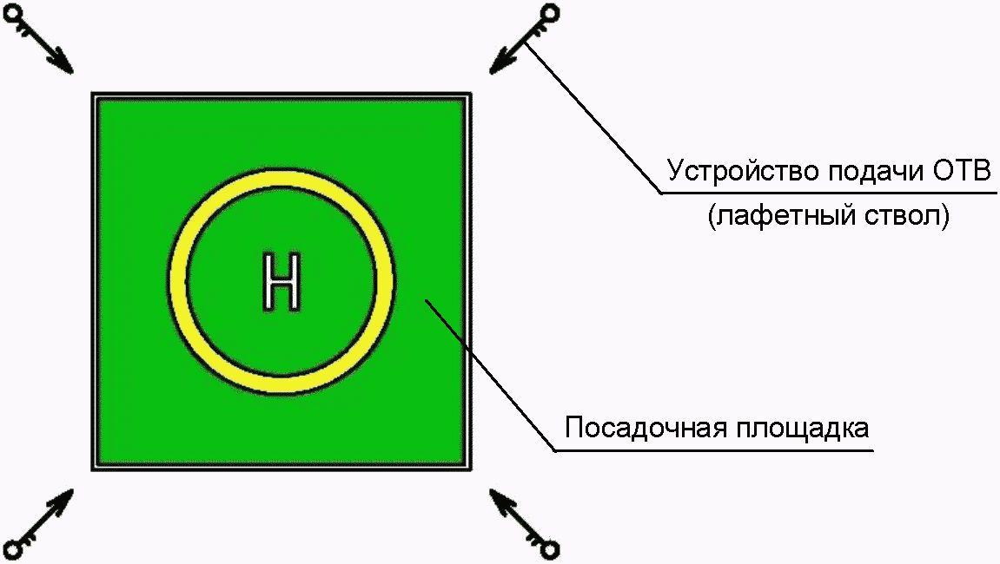 Устройство подачи ОТВ
(лафетный ствол)
H
Посадочная площадка